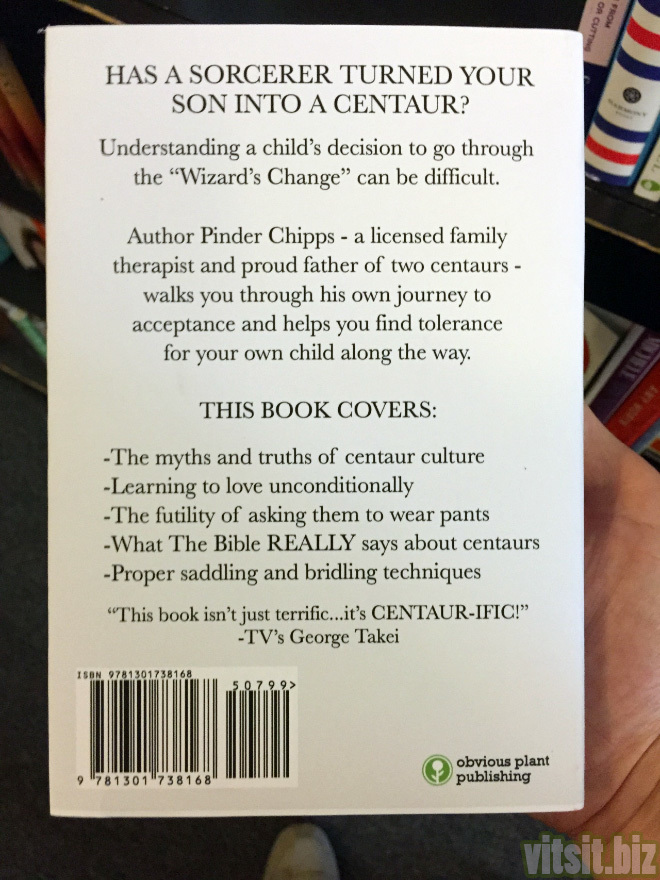 HAS A SORCERER TURNED YOUR
SON INTO A CENTAUR?
Understanding a child's decision to go through
the “Wizard's Change” can be difficult.
Author Pinder Chipps - a licensed family
therapist and proud father of two centaurs -
walks you through his own journey to
acceptance and helps you find tolerance
for your own child along the way.
THIS BOOK COVERS:
-The myths and truths of centaur culture
-Learning to love unconditionally
-The futility of asking them to wear pants
-What The Bible REALLY says about centaurs
-Proper saddling and bridling techniques
“This book isn't just terrific...it's CENTAUR-IFIC!”
-TV's George Takei
ISBN 9781301738168
50799>
9 781301 738168
obvious plant
publishing
FROM
OR CUTTING
HARMONY
vitsit.biz